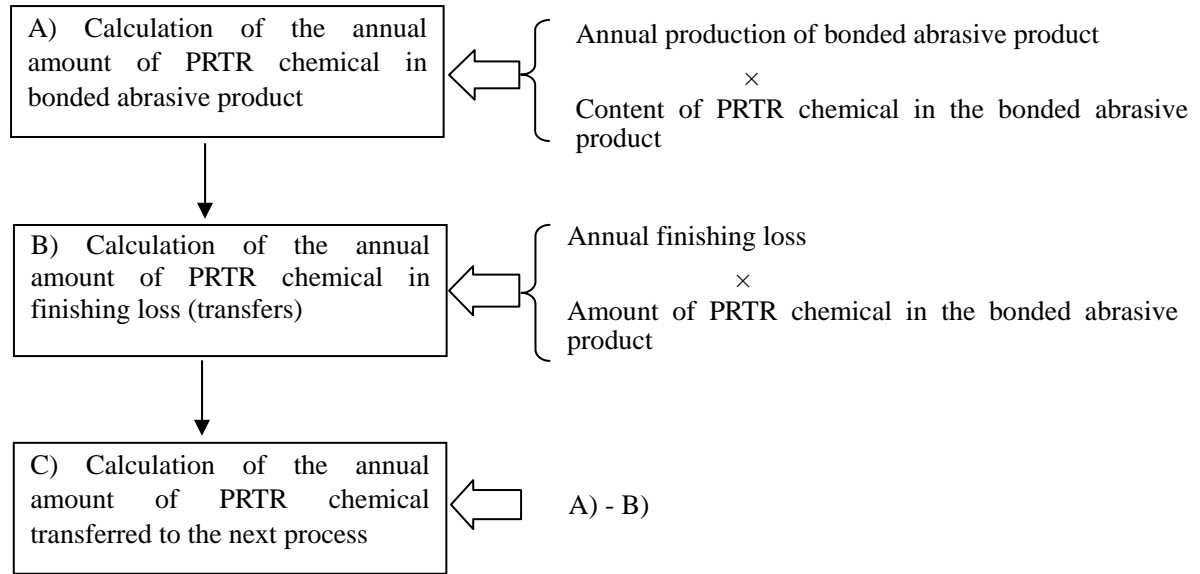 A) Calculation of the annual
amount of PRTR chemical in
bonded abrasive product
Annual production of bonded abrasive product
×
Content of PRTR chemical in the bonded abrasive
product
B) Calculation of the annual
amount of PRTR chemical in
finishing loss (transfers)
Annual finishing loss
×
Amount of PRTR chemical in the bonded abrasive
product
C) Calculation of the annual
amount of PRTR chemical
transferred to the next process
A) - B)